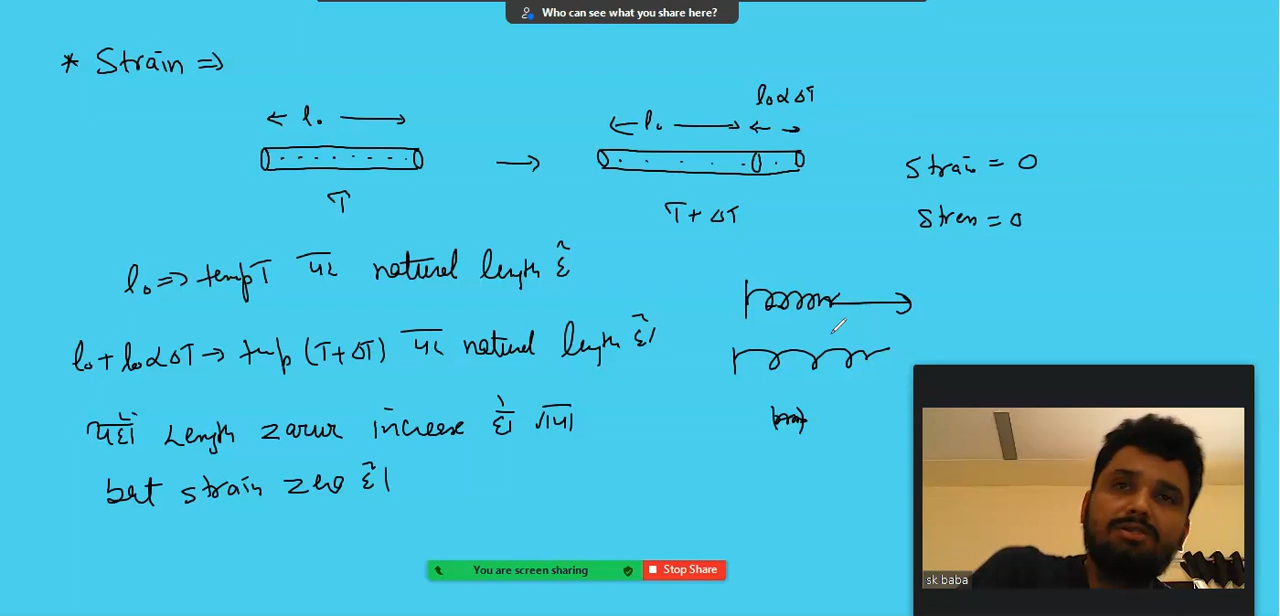 Who can see what you share here?
* Strain ⇒
l₀αΔT
← l₀ →
← l₀ → ← →
→
Strain = 0
T
T + ΔT
Stress = 0
l₀ ⇒ temp T पर natural length है
l₀ + l₀αΔT → temp (T + ΔT) पर natural length है।
यहाँ Length zarur increase हो गया
but strain zero है।
You are screen sharing
Stop Share
sk baba